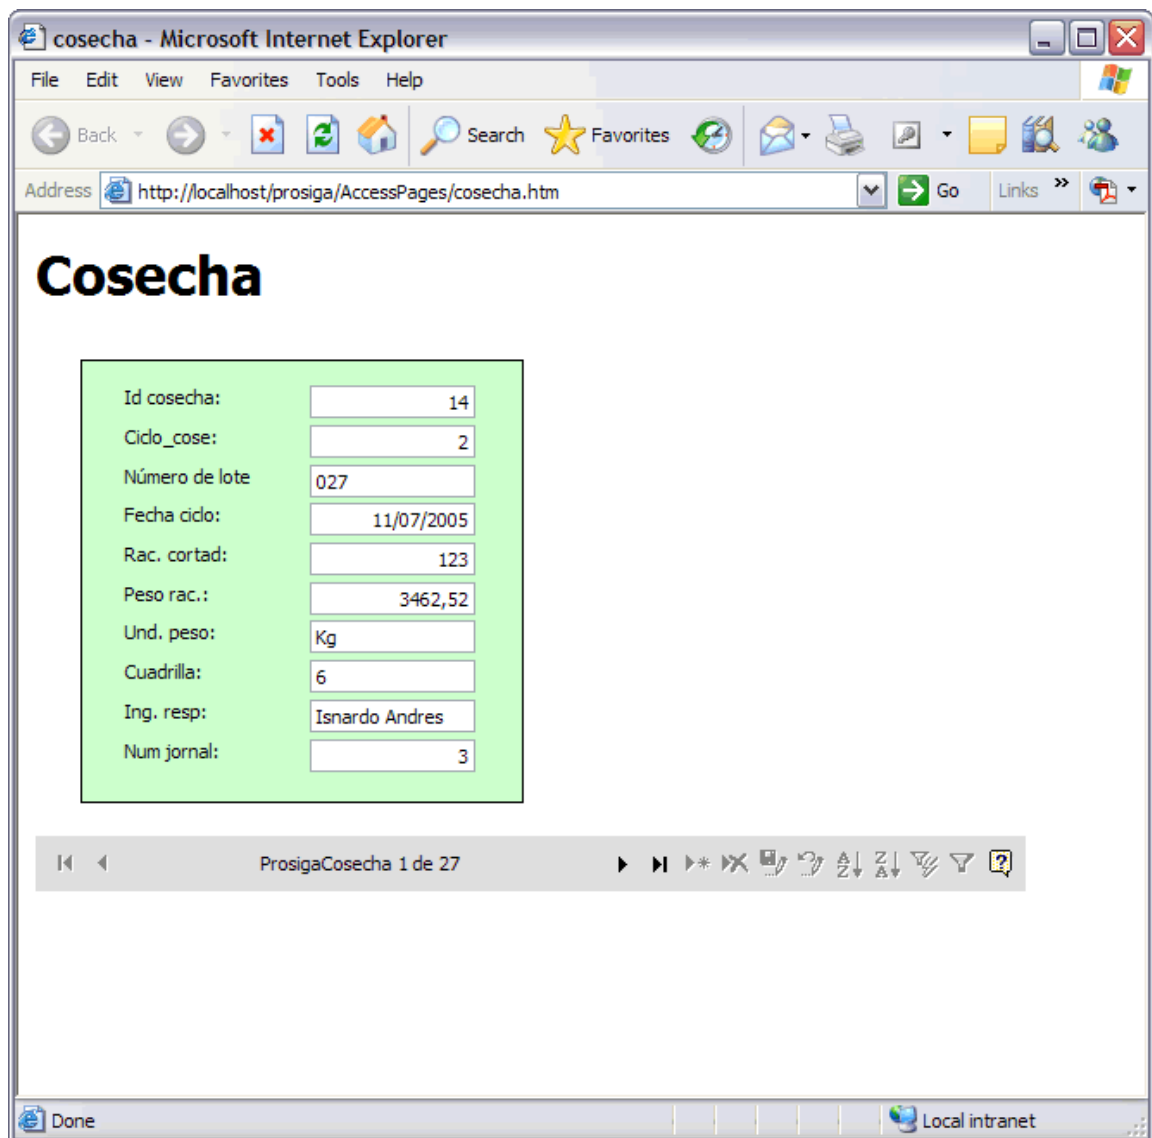 cosecha - Microsoft Internet Explorer
File Edit View Favorites Tools Help
Back Search Favorites
Address http://localhost/prosiga/AccessPages/cosecha.htm Go Links »
Cosecha
Id cosecha: 14
Ciclo_cose: 2
Número de lote 027
Fecha ciclo: 11/07/2005
Rac. cortad: 123
Peso rac.: 3462,52
Und. peso: Kg
Cuadrilla: 6
Ing. resp: Isnardo Andres
Num jornal: 3
ProsigaCosecha 1 de 27
Done Local intranet